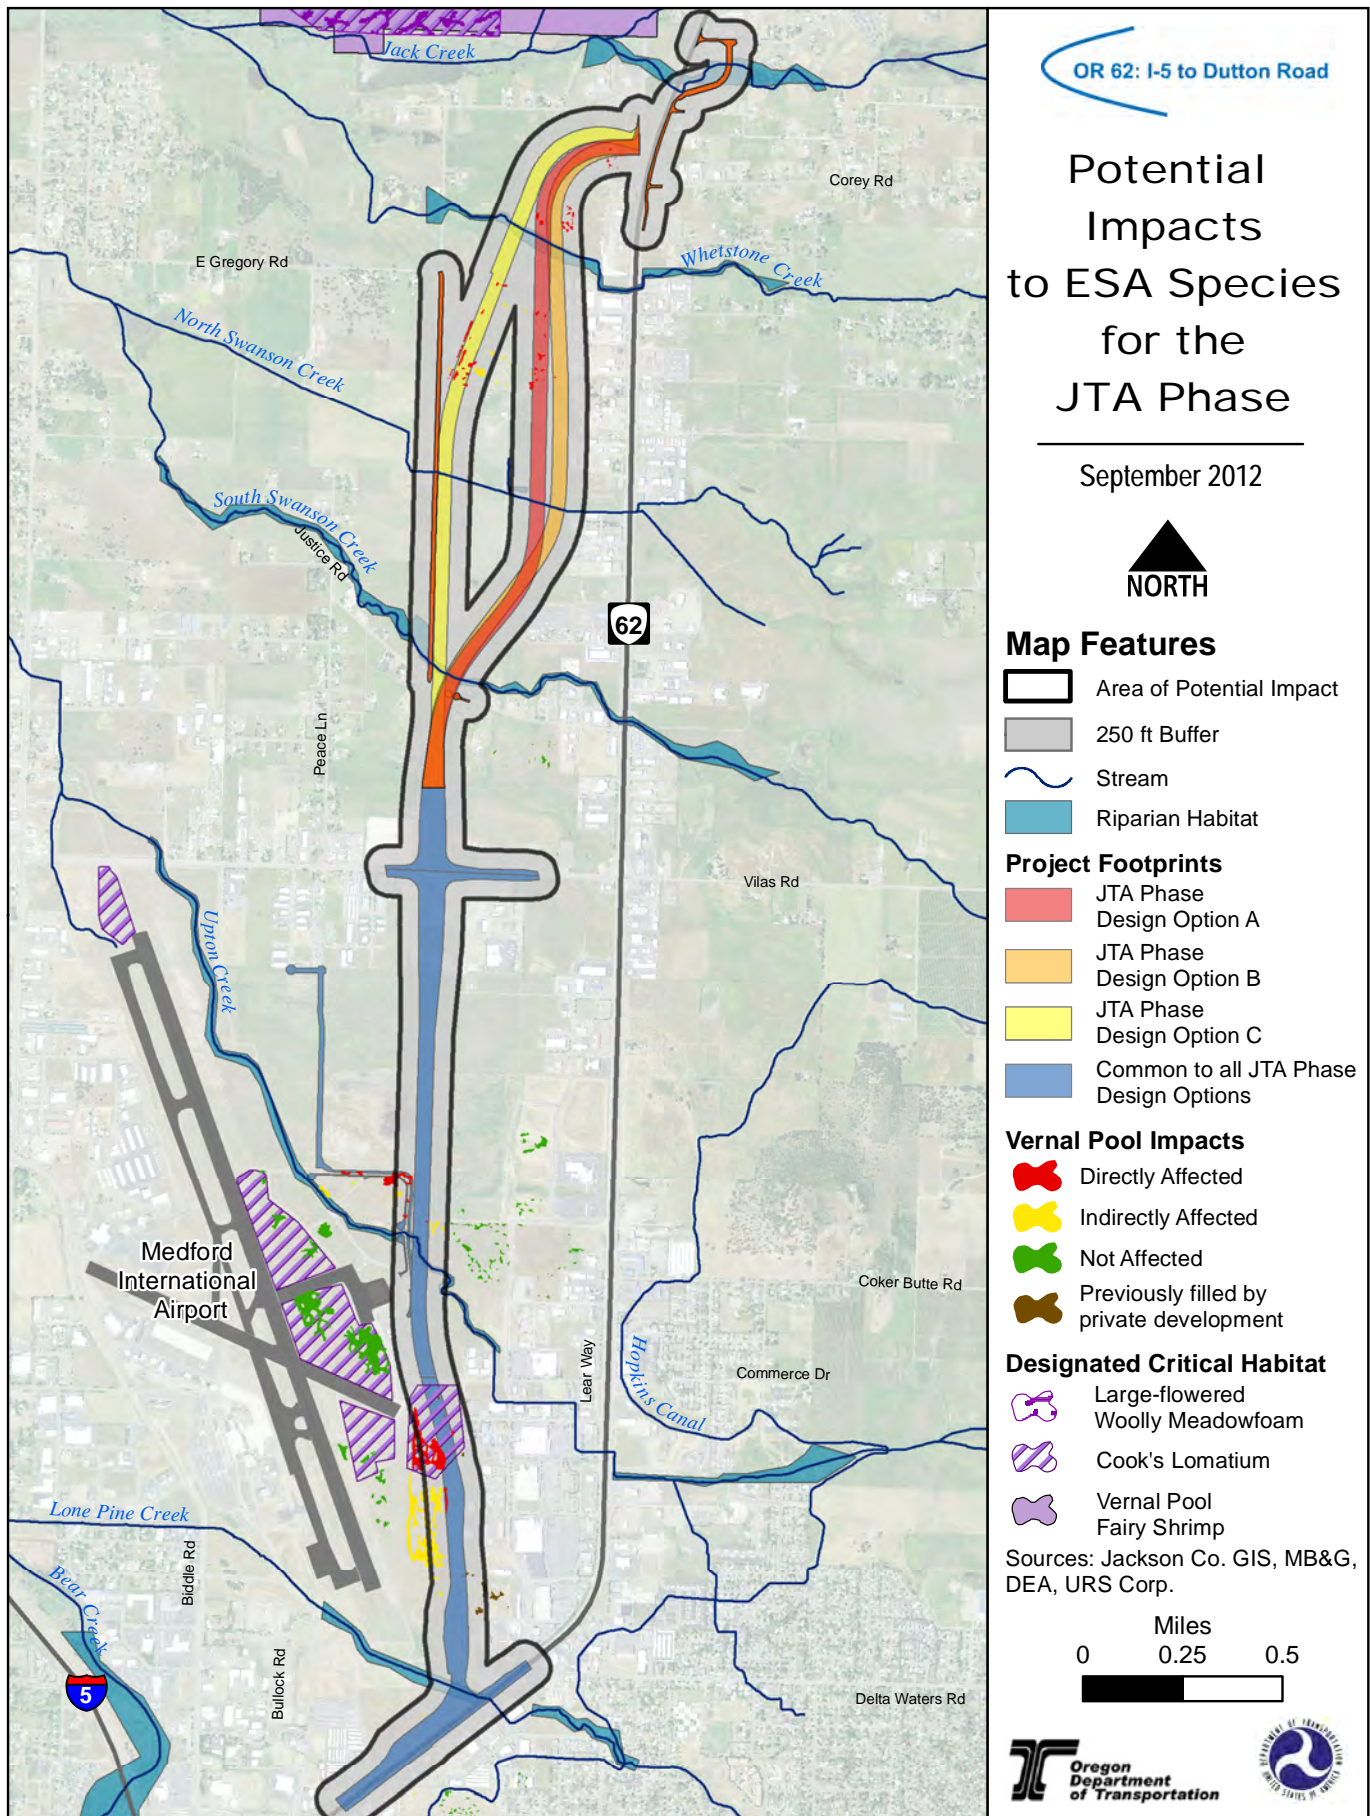 Jack Creek
Corey Rd
E Gregory Rd
Whetstone Creek
North Swanson Creek
South Swanson Creek
Justice Rd
62
Peace Ln
Vilas Rd
Upton Creek
Medford
International
Airport
Coker Butte Rd
Lear Way
Hopkins Canal
Commerce Dr
Lone Pine Creek
Bear Creek
Biddle Rd
5
Bullock Rd
Delta Waters Rd
OR 62: I-5 to Dutton Road
Potential
Impacts
to ESA Species
for the
JTA Phase
September 2012
NORTH
Map Features
Area of Potential Impact
250 ft Buffer
Stream
Riparian Habitat
Project Footprints
JTA Phase
Design Option A
JTA Phase
Design Option B
JTA Phase
Design Option C
Common to all JTA Phase
Design Options
Vernal Pool Impacts
Directly Affected
Indirectly Affected
Not Affected
Previously filled by
private development
Designated Critical Habitat
Large-flowered
Woolly Meadowfoam
Cook's Lomatium
Vernal Pool
Fairy Shrimp
Sources: Jackson Co. GIS, MB&G,
DEA, URS Corp.
Miles
0 0.25 0.5
Oregon
Department
of Transportation
DEPARTMENT OF TRANSPORTATION
UNITED STATES OF AMERICA